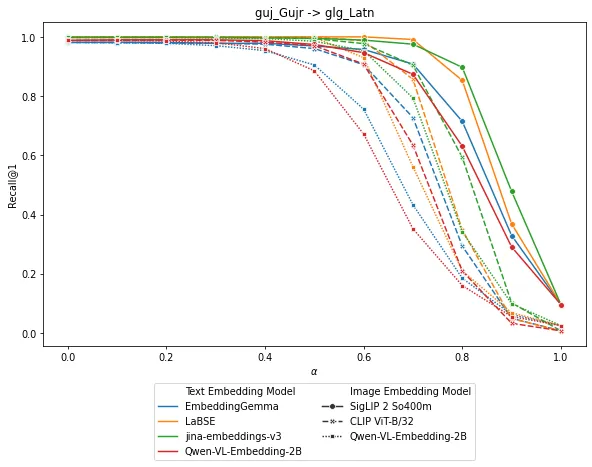 guj_Gujr -> glg_Latn
1.0
0.8
0.6
0.4
0.2
0.0
Recall@1
0.0 0.2 0.4 0.6 0.8 1.0
α
Text Embedding Model
EmbeddingGemma
LaBSE
jina-embeddings-v3
Qwen-VL-Embedding-2B
Image Embedding Model
SigLIP 2 So400m
CLIP ViT-B/32
Qwen-VL-Embedding-2B